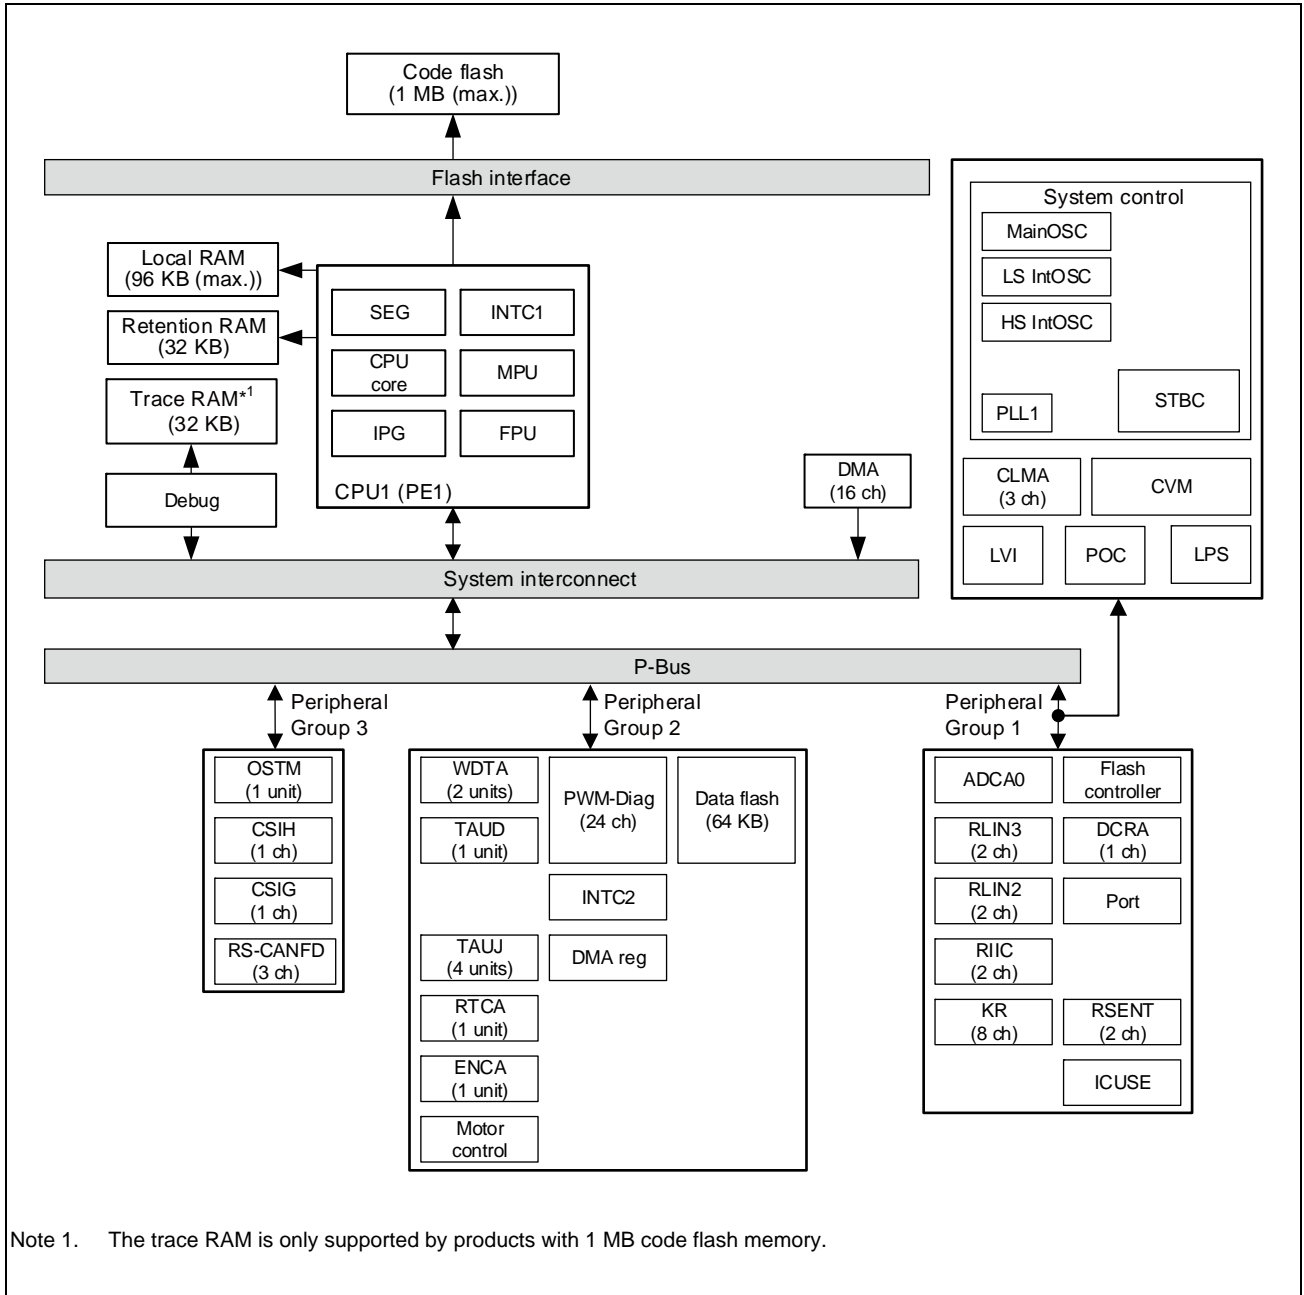 Code flash
(1 MB (max.))
Flash interface
Local RAM
(96 KB (max.))
Retention RAM
(32 KB)
Trace RAM*1
(32 KB)
Debug
SEG
INTC1
CPU
core
MPU
IPG
FPU
CPU1 (PE1)
DMA
(16 ch)
System interconnect
System control
MainOSC
LS IntOSC
HS IntOSC
PLL1
STBC
CLMA
(3 ch)
CVM
LVI
POC
LPS
P-Bus
Peripheral
Group 3
Peripheral
Group 2
Peripheral
Group 1
OSTM
(1 unit)
CSIH
(1 ch)
CSIG
(1 ch)
RS-CANFD
(3 ch)
WDTA
(2 units)
TAUD
(1 unit)
TAUJ
(4 units)
RTCA
(1 unit)
ENCA
(1 unit)
Motor
control
PWM-Diag
(24 ch)
INTC2
DMA reg
Data flash
(64 KB)
ADCA0
RLIN3
(2 ch)
RLIN2
(2 ch)
RIIC
(2 ch)
KR
(8 ch)
Flash
controller
DCRA
(1 ch)
Port
RSENT
(2 ch)
ICUSE
Note 1. The trace RAM is only supported by products with 1 MB code flash memory.